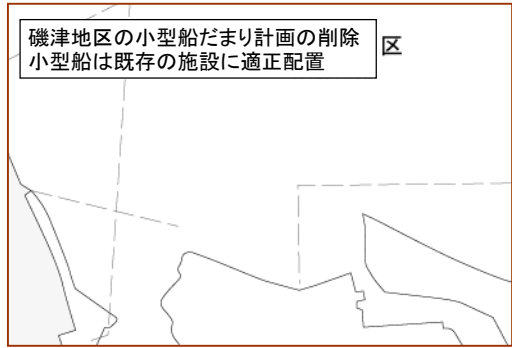 磯津地区の小型船だまり計画の削除
小型船は既存の施設に適正配置
区